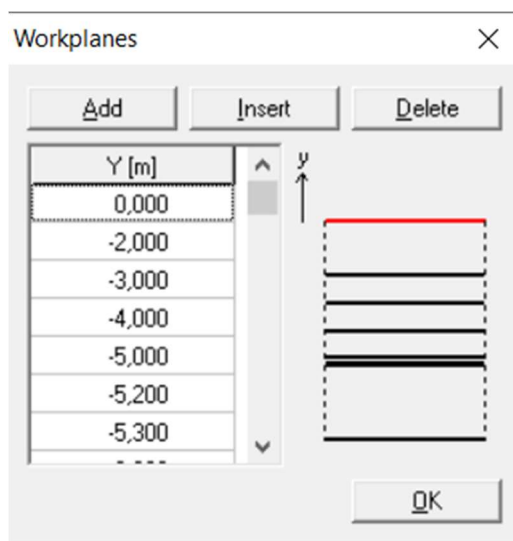 Workplanes
Add Insert Delete
Y [m]
y
0,000
-2,000
-3,000
-4,000
-5,000
-5,200
-5,300
OK